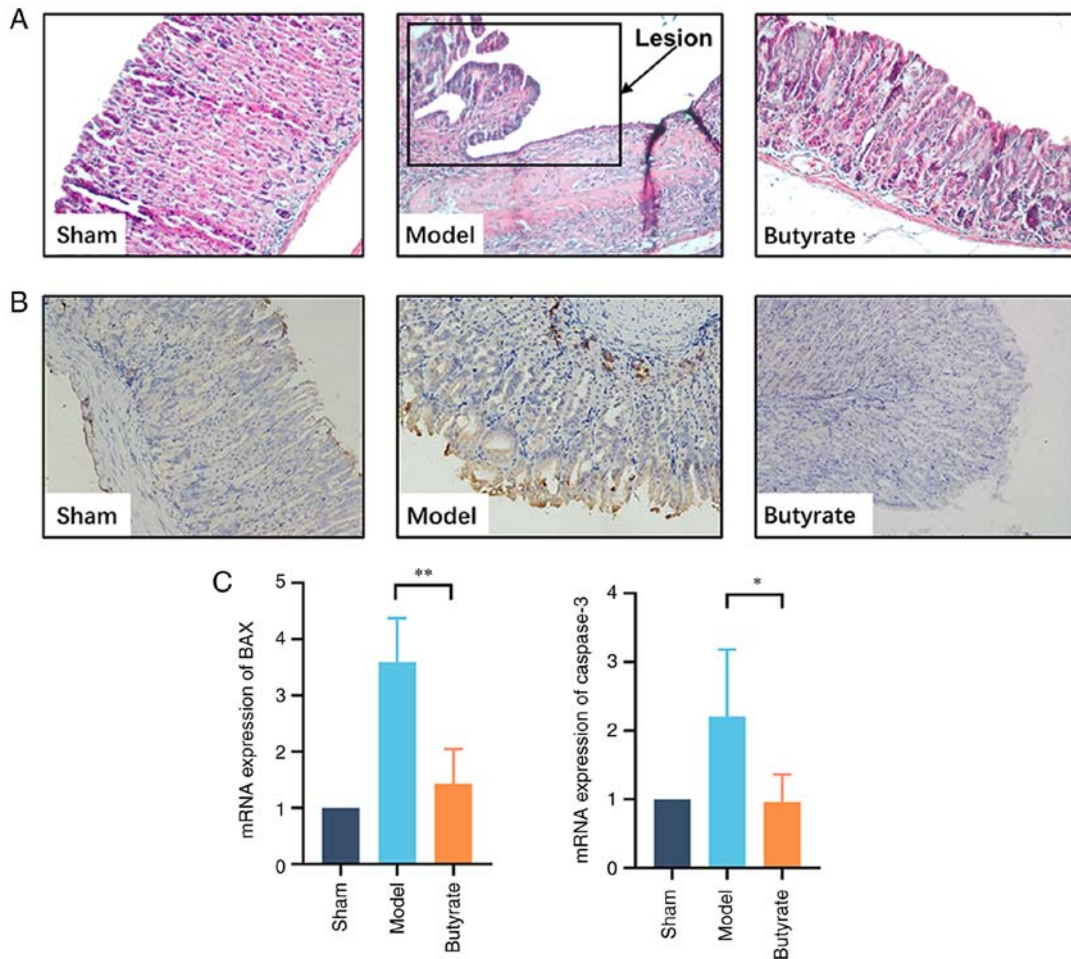 A
Lesion
Sham
Model
Butyrate
B
Sham
Model
Butyrate
C
mRNA expression of BAX
5
4
3
2
1
0
**
Sham
Model
Butyrate
mRNA expression of caspase-3
4
3
2
1
0
*
Sham
Model
Butyrate